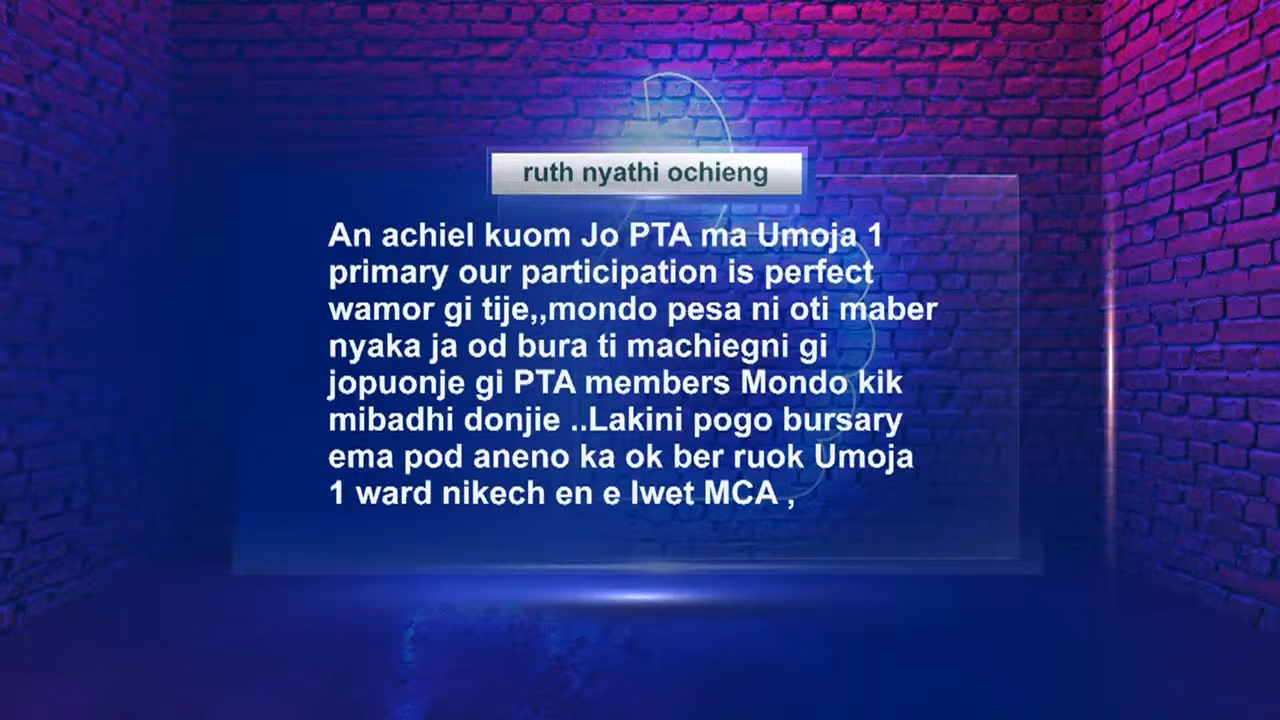 ruth nyathi ochieng
An achiel kuom Jo PTA ma Umoja 1
primary our participation is perfect
wamor gi tije,,mondo pesa ni oti maber
nyaka ja od bura ti machiegni gi
jopuonje gi PTA members Mondo kik
mibadhi donjie ..Lakini pogo bursary
ema pod aneno ka ok ber ruok Umoja
1 ward nikech en e lwet MCA ,